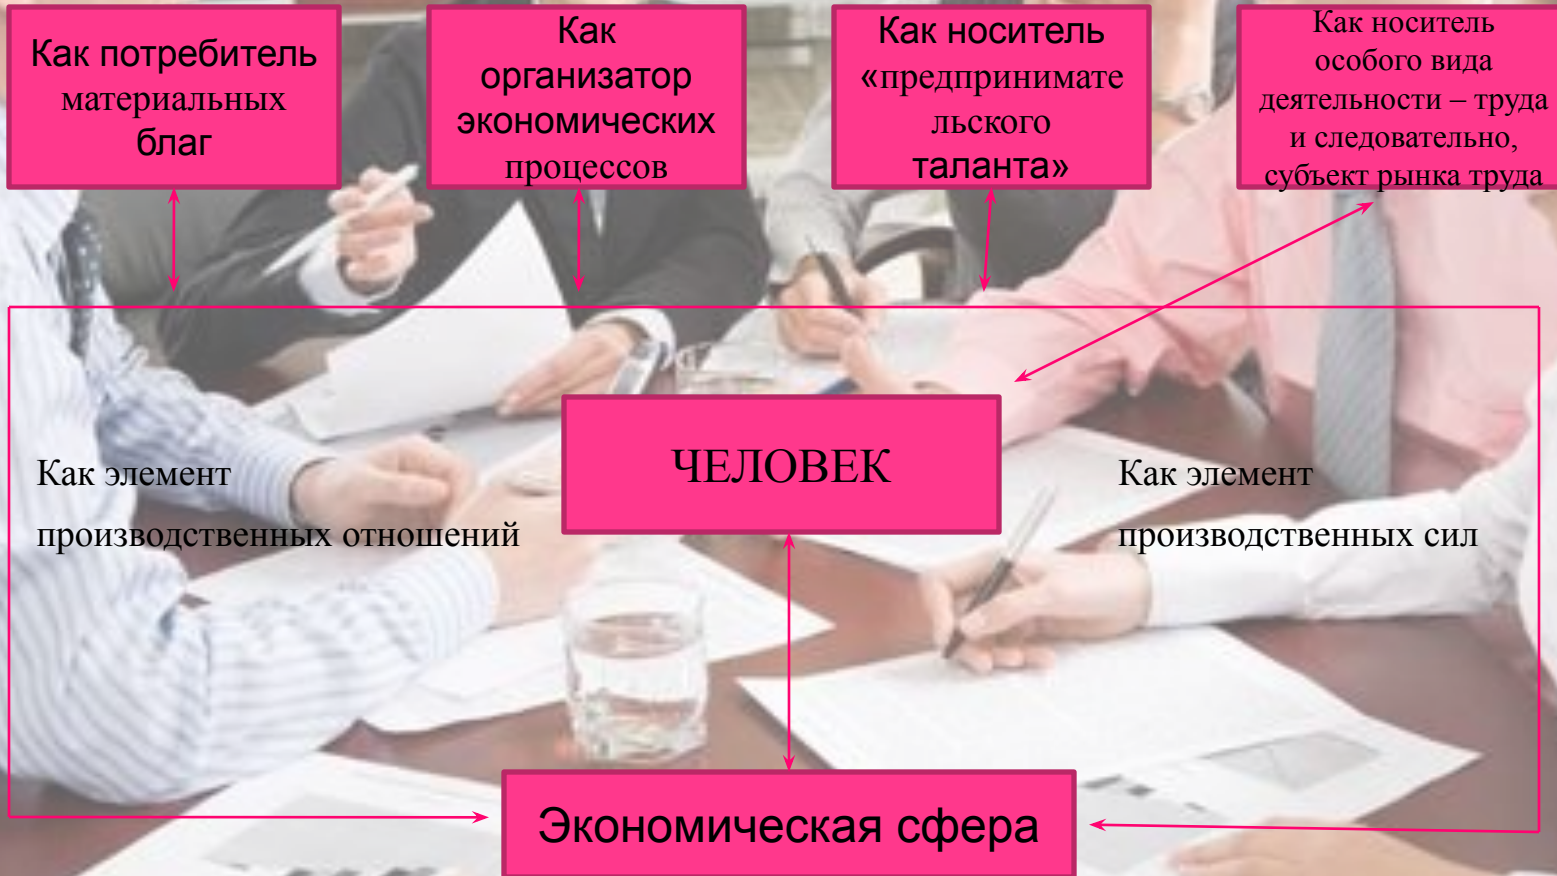 Как потребитель
материальных
благ
Как
организатор
экономических
процессов
Как носитель
«предпринимате
льского
таланта»
Как носитель
особого вида
деятельности – труда
и следовательно,
субъект рынка труда
ЧЕЛОВЕК
Как элемент
производственных отношений
Как элемент
производственных сил
Экономическая сфера